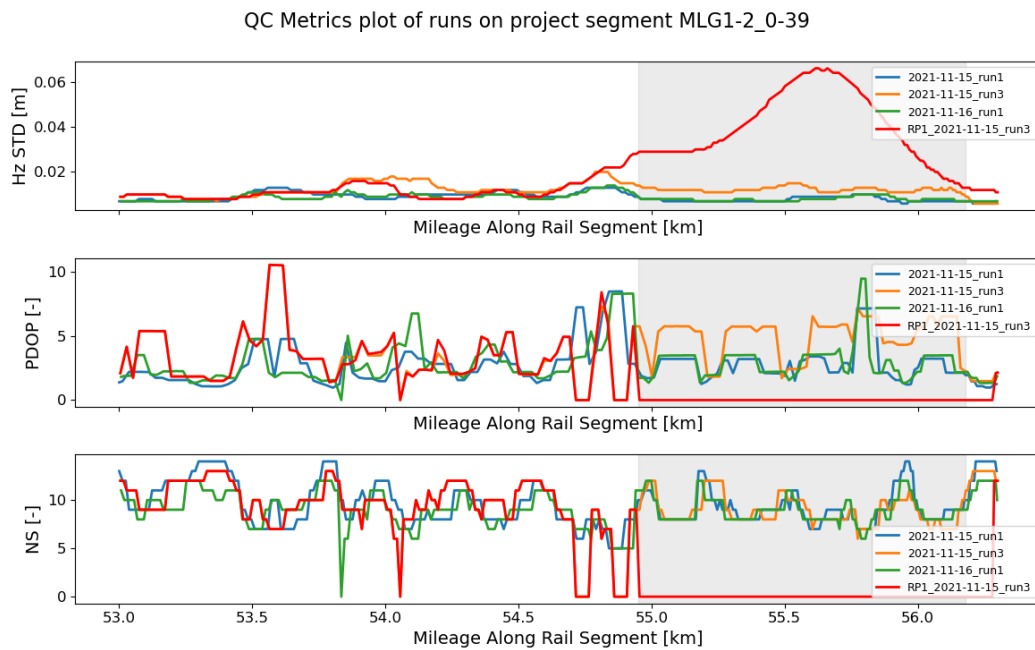 QC Metrics plot of runs on project segment MLG1-2_0-39
Hz STD [m]
0.06
0.04
0.02
2021-11-15_run1
2021-11-15_run3
2021-11-16_run1
RP1_2021-11-15_run3
Mileage Along Rail Segment [km]
PDOP [-]
10
5
0
2021-11-15_run1
2021-11-15_run3
2021-11-16_run1
RP1_2021-11-15_run3
Mileage Along Rail Segment [km]
NS [-]
10
5
0
2021-11-15_run1
2021-11-15_run3
2021-11-16_run1
RP1_2021-11-15_run3
53.0 53.5 54.0 54.5 55.0 55.5 56.0
Mileage Along Rail Segment [km]